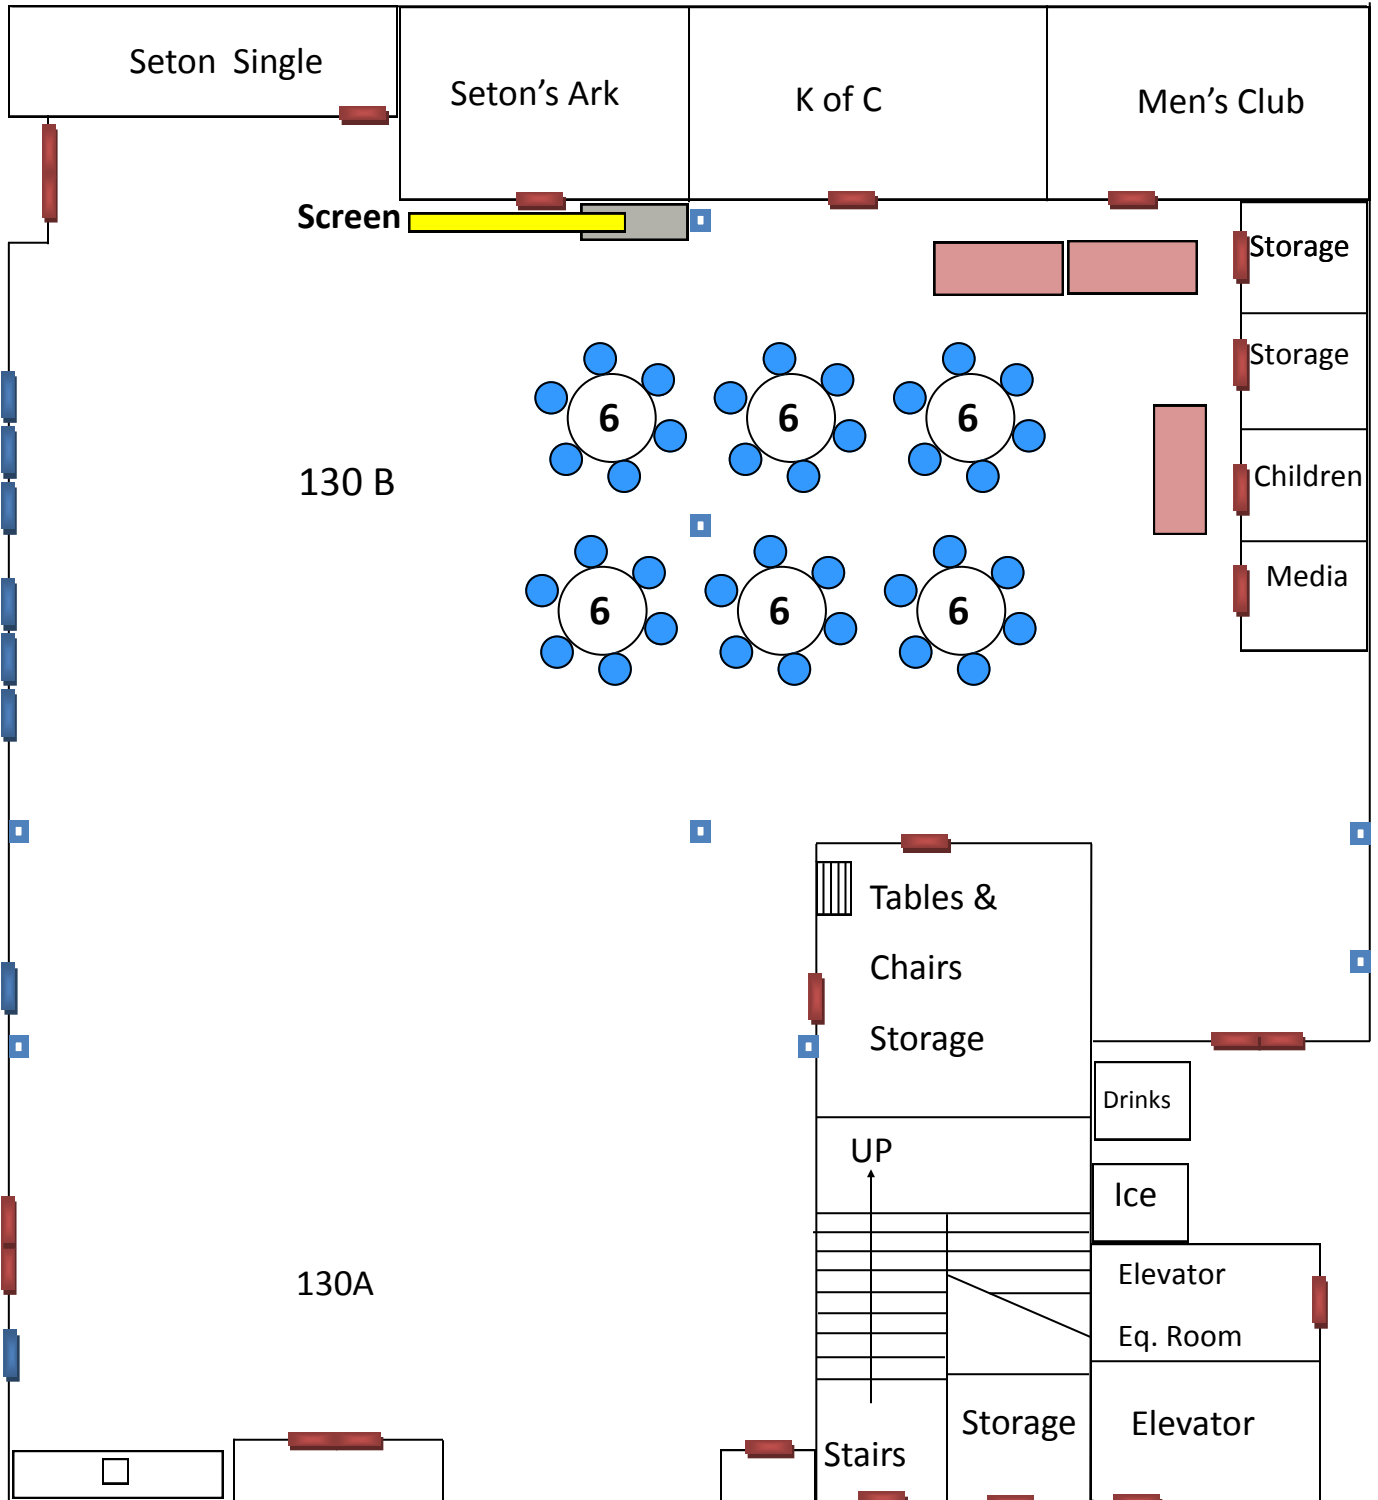 Seton  Single
Seton's Ark
K of C
Men's Club
Screen
Storage
Storage
6
6
6
130 B
Children
Media
6
6
6
Tables &
Chairs
Storage
Drinks
UP
Ice
130A
Elevator
Eq. Room
Storage
Elevator
Stairs